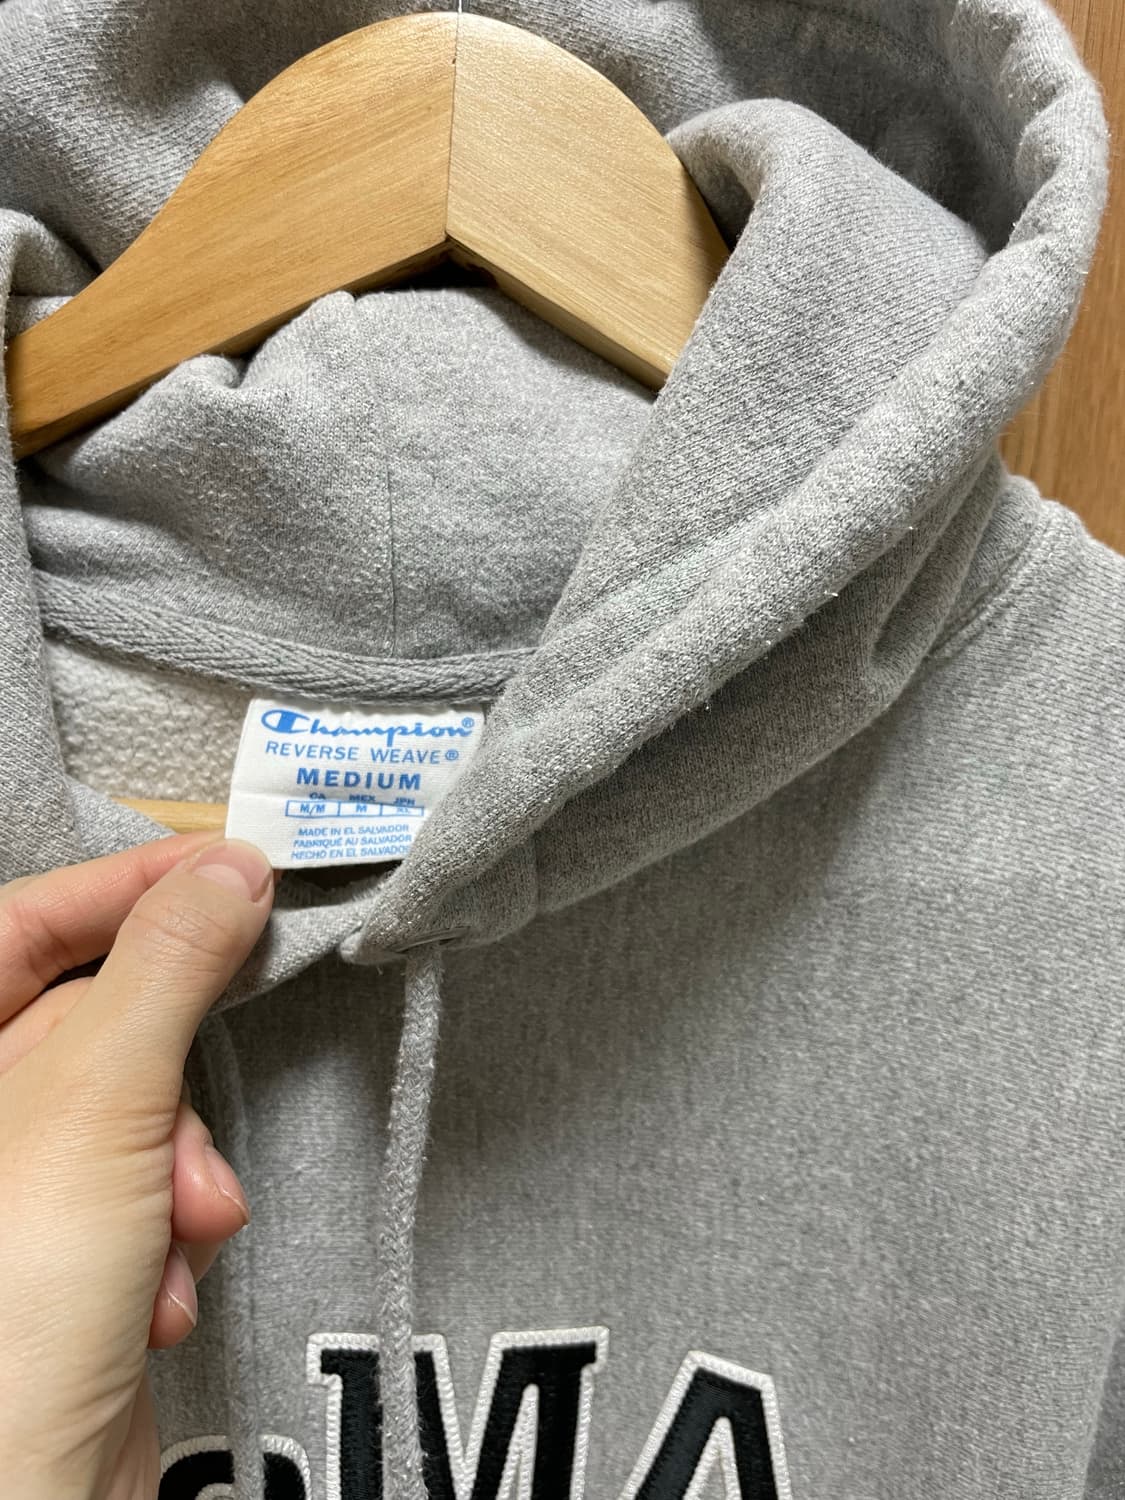 Champion®
REVERSE WEAVE®
MEDIUM
CA MEX JPN
M/M M XL
MADE IN EL SALVADOR
FABRIQUÉ AU SALVADOR
HECHO EN EL SALVADOR
MA